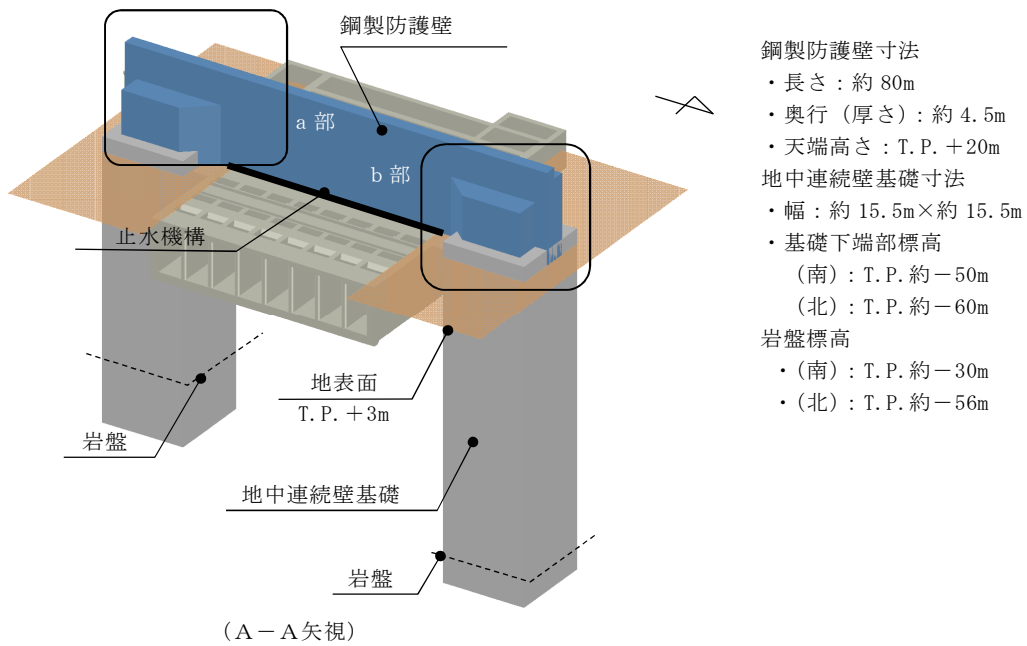 鋼製防護壁
a 部
b 部
止水機構
地表面
T.P.+3m
岩盤
地中連続壁基礎
岩盤
(A-A矢視)
鋼製防護壁寸法
・長さ:約 80m
・奥行(厚さ):約 4.5m
・天端高さ:T.P.+20m
地中連続壁基礎寸法
・幅:約 15.5m×約 15.5m
・基礎下端部標高
(南):T.P.約-50m
(北):T.P.約-60m
岩盤標高
・(南):T.P.約-30m
・(北):T.P.約-56m